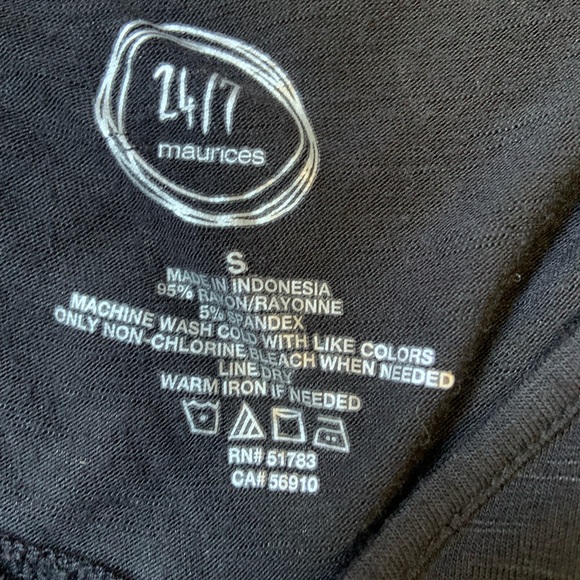 24/7
maurices
S
MADE IN INDONESIA
95% RAYON/RAYONNE
5% SPANDEX
MACHINE WASH COLD WITH LIKE COLORS
ONLY NON-CHLORINE BLEACH WHEN NEEDED
LINE DRY
WARM IRON IF NEEDED
RN# 51783
CA# 56910